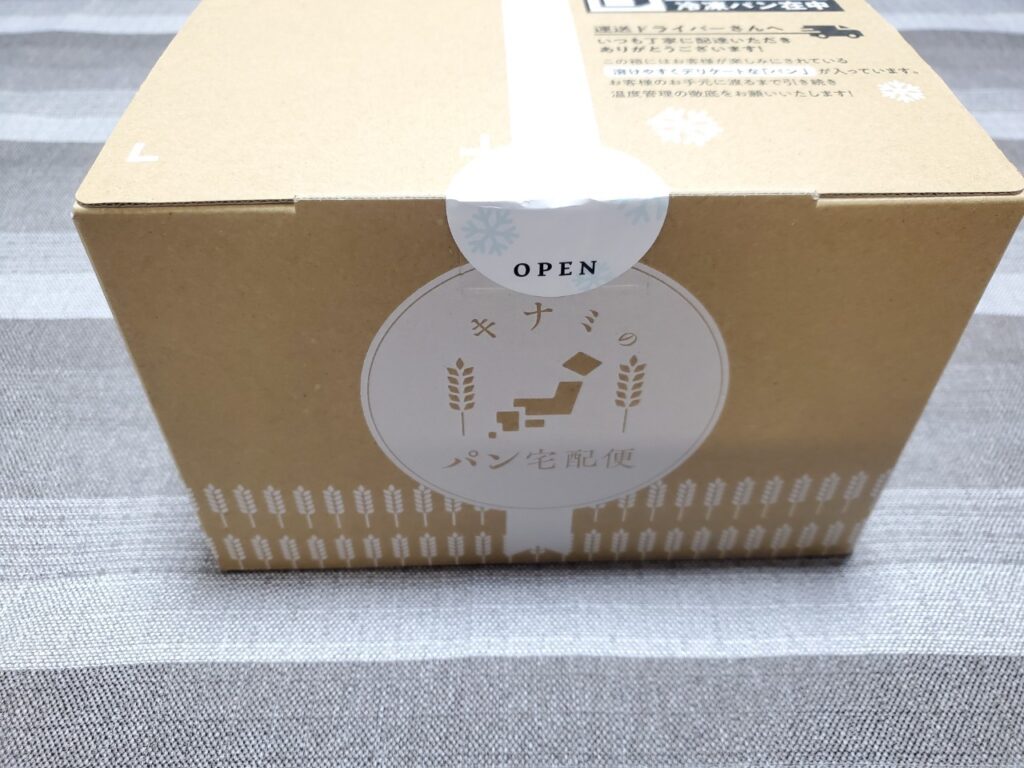 冷凍パン在中
運送ドライバーさんへ
いつも丁寧に配達いただき
ありがとうございます!
この箱にはお客様が楽しみにされている
溶けやすくデリケートな「パン」が入っています。
お客様のお手元に渡るまで引き続き
温度管理の徹底をお願いいたします!
OPEN
キナミの
パン宅配便